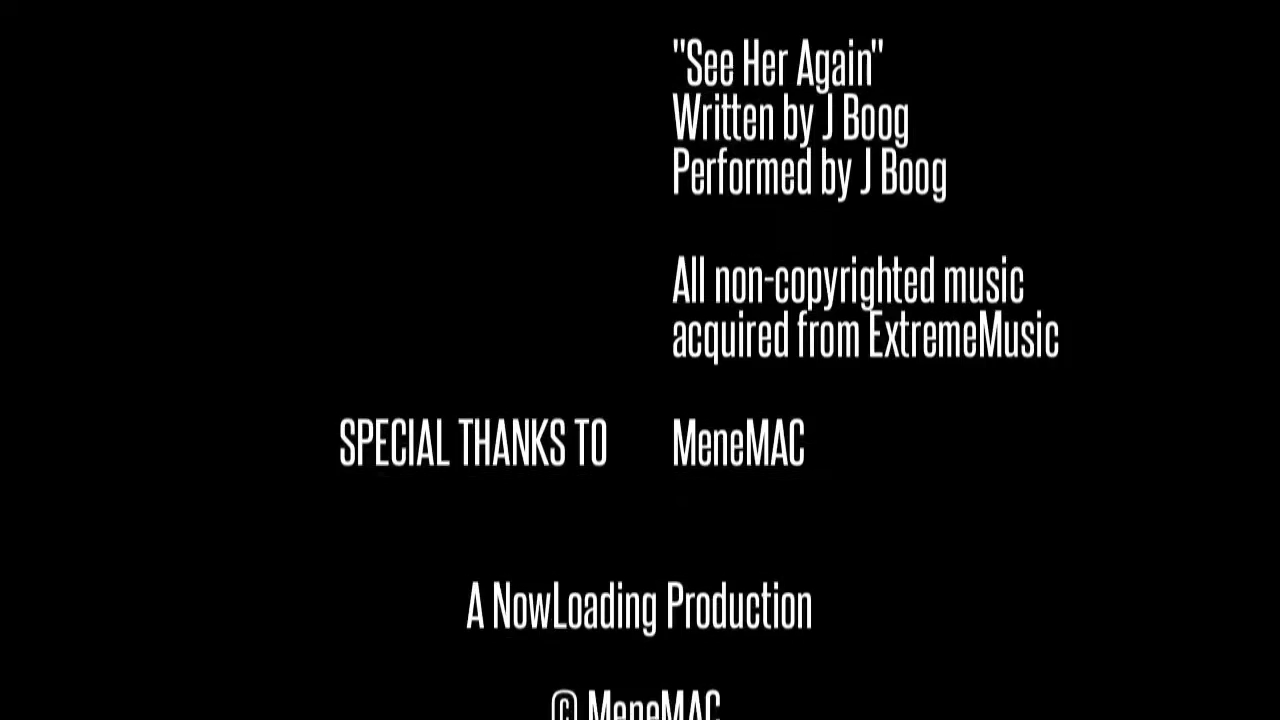 "See Her Again"
Written by J Boog
Performed by J Boog
All non-copyrighted music
acquired from ExtremeMusic
SPECIAL THANKS TO MeneMAC
A NowLoading Production
© MeneMAC